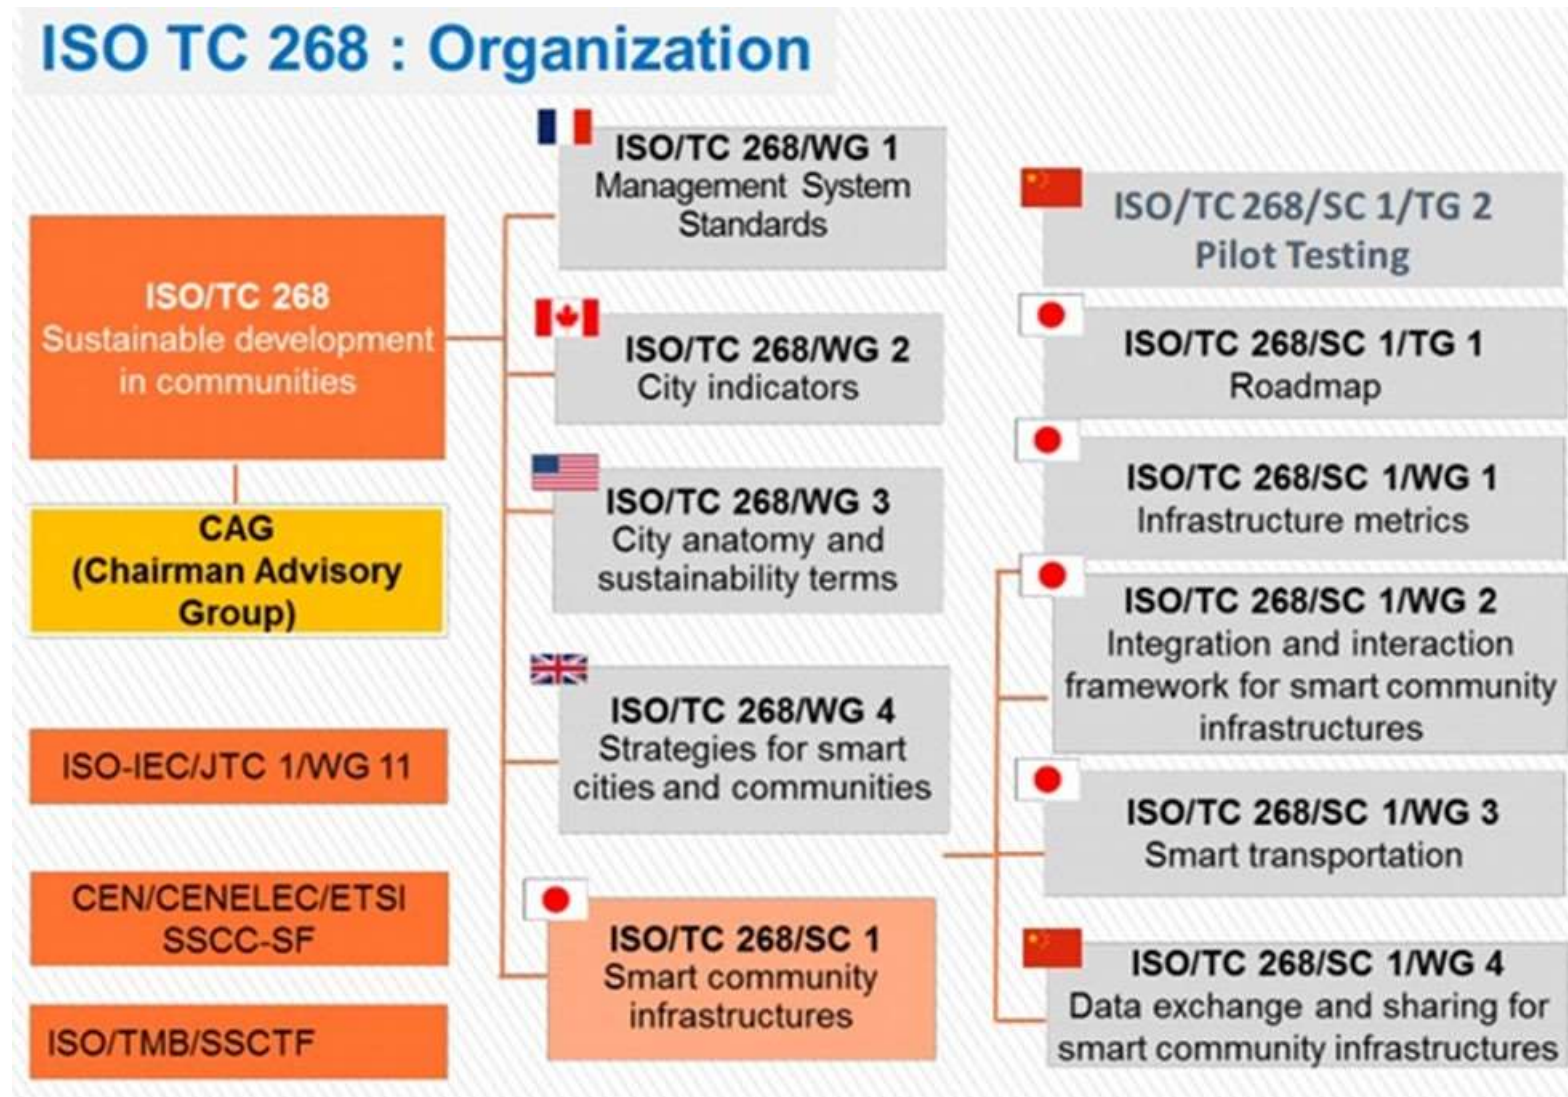 ISO TC 268 : Organization
ISO/TC 268
Sustainable development
in communities
CAG
(Chairman Advisory
Group)
ISO-IEC/JTC 1/WG 11
CEN/CENELEC/ETSI
SSCC-SF
ISO/TMB/SSCTF
ISO/TC 268/WG 1
Management System
Standards
ISO/TC 268/WG 2
City indicators
ISO/TC 268/WG 3
City anatomy and
sustainability terms
ISO/TC 268/WG 4
Strategies for smart
cities and communities
ISO/TC 268/SC 1
Smart community
infrastructures
ISO/TC 268/SC 1/TG 2
Pilot Testing
ISO/TC 268/SC 1/TG 1
Roadmap
ISO/TC 268/SC 1/WG 1
Infrastructure metrics
ISO/TC 268/SC 1/WG 2
Integration and interaction
framework for smart community
infrastructures
ISO/TC 268/SC 1/WG 3
Smart transportation
ISO/TC 268/SC 1/WG 4
Data exchange and sharing for
smart community infrastructures